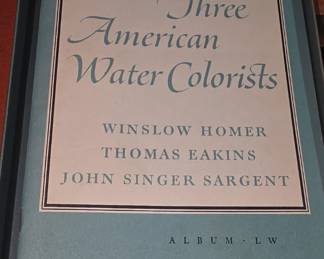 Three
American
Water Colorists
WINSLOW HOMER
THOMAS EAKINS
JOHN SINGER SARGENT
ALBUM · LW